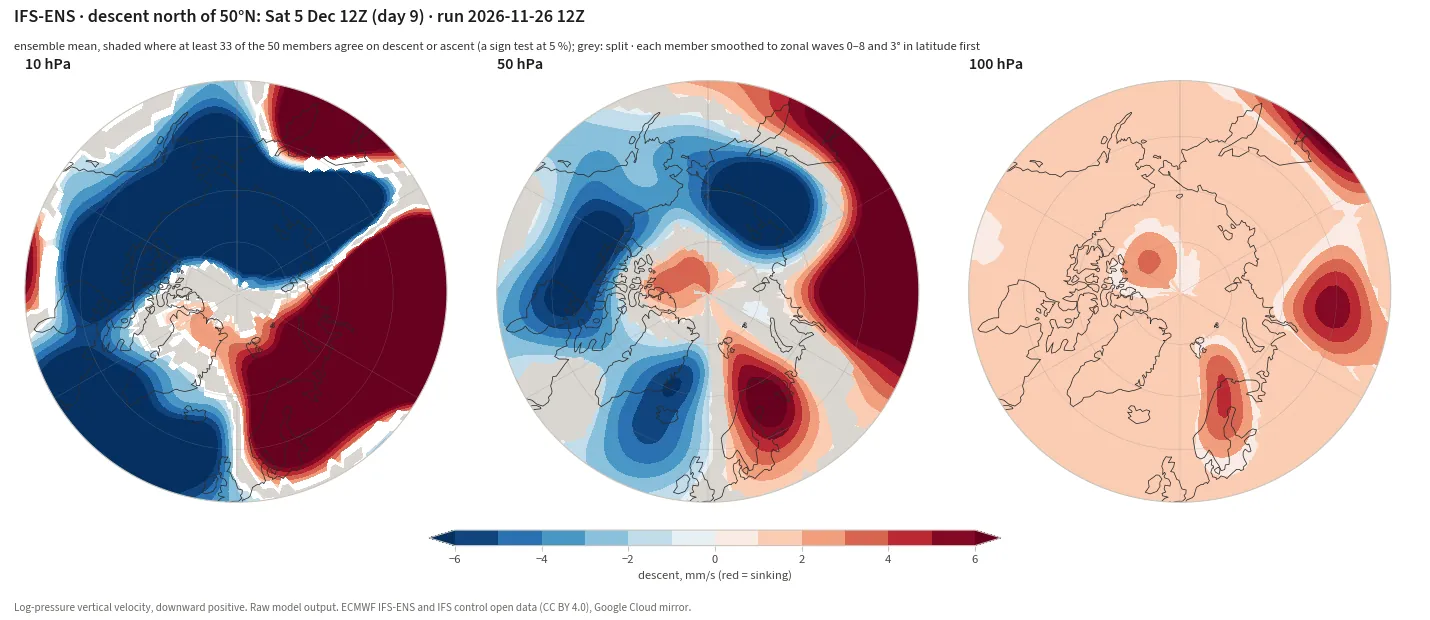 IFS-ENS · descent north of 50°N: Sat 5 Dec 12Z (day 9) · run 2026-11-26 12Z
ensemble mean, shaded where at least 33 of the 50 members agree on descent or ascent (a sign test at 5 %); grey: split · each member smoothed to zonal waves 0–8 and 3° in latitude first
10 hPa
50 hPa
100 hPa
−6
−4
−2
0
2
4
6
descent, mm/s (red = sinking)
Log-pressure vertical velocity, downward positive. Raw model output. ECMWF IFS-ENS and IFS control open data (CC BY 4.0), Google Cloud mirror.